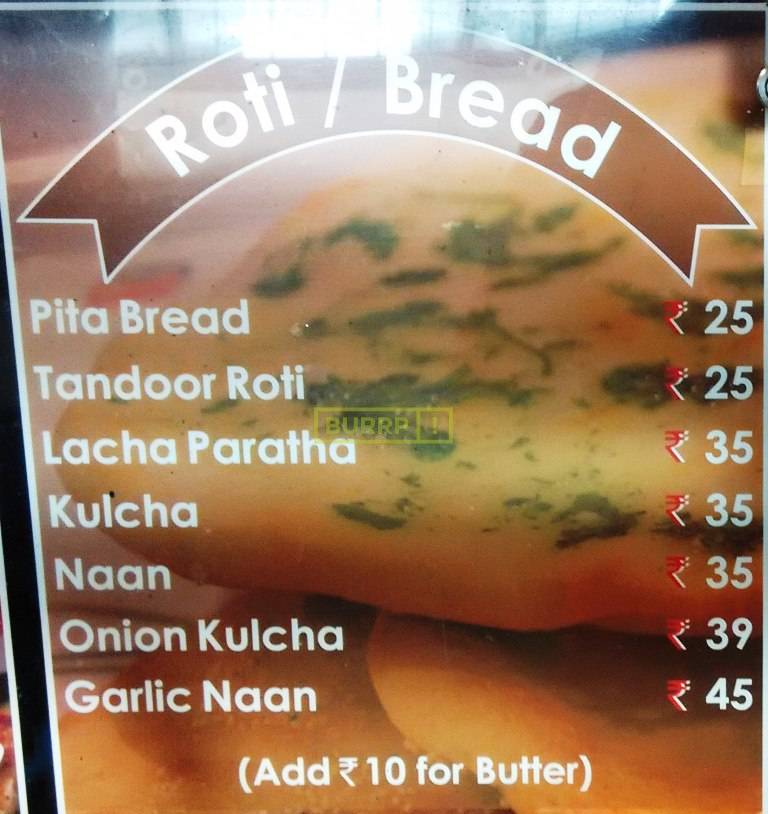 Roti / Bread
Pita Bread ₹ 25
Tandoor Roti ₹ 25
BURRP!
Lacha Paratha ₹ 35
Kulcha ₹ 35
Naan ₹ 35
Onion Kulcha ₹ 39
Garlic Naan ₹ 45
(Add ₹ 10 for Butter)